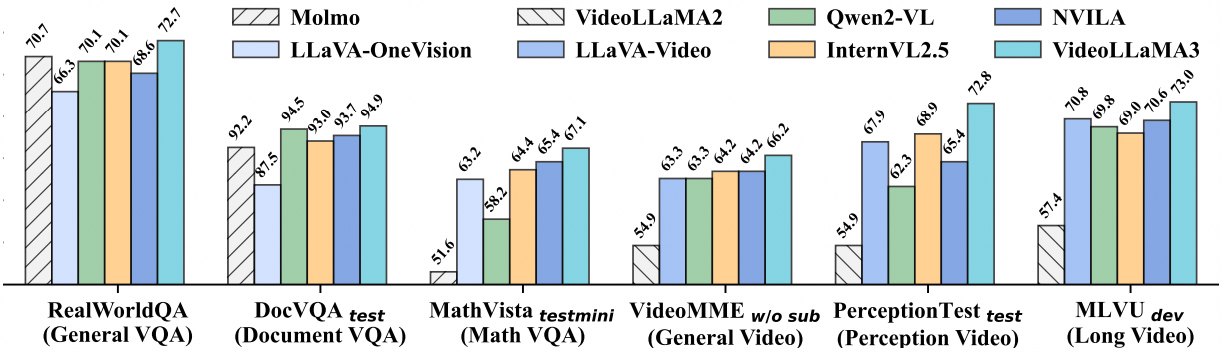 Molmo VideoLLaMA2 Qwen2-VL NVILA
LLaVA-OneVision LLaVA-Video InternVL2.5 VideoLLaMA3
70.7 66.3 70.1 70.1 68.6 72.7
92.2 87.5 94.5 93.0 93.7 94.9
51.6 63.2 58.2 64.4 65.4 67.1
54.9 63.3 63.3 64.2 64.2 66.2
54.9 67.9 62.3 68.9 65.4 72.8
57.4 70.8 69.8 69.0 70.6 73.0
RealWorldQA DocVQA test MathVista testmini VideoMME w/o sub PerceptionTest test MLVU dev
(General VQA) (Document VQA) (Math VQA) (General Video) (Perception Video) (Long Video)